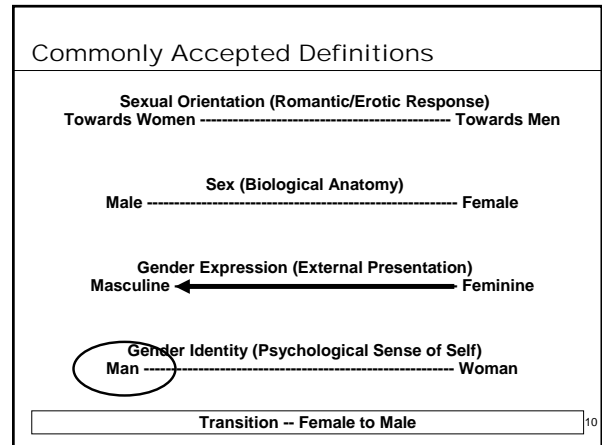 Commonly Accepted Definitions
Sexual Orientation (Romantic/Erotic Response)
Towards Women ---------------------------------------------- Towards Men
Sex (Biological Anatomy)
Male --------------------------------------------------------- Female
Gender Expression (External Presentation)
Masculine Feminine
Gender Identity (Psychological Sense of Self)
Man --------------------------------------------------------- Woman
Transition -- Female to Male
10